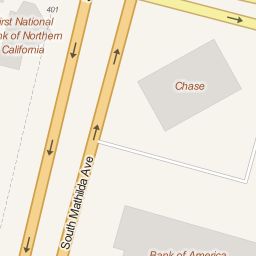 401
First National
Bank of Northern
California
Chase
South Mathilda Ave
Bank of America